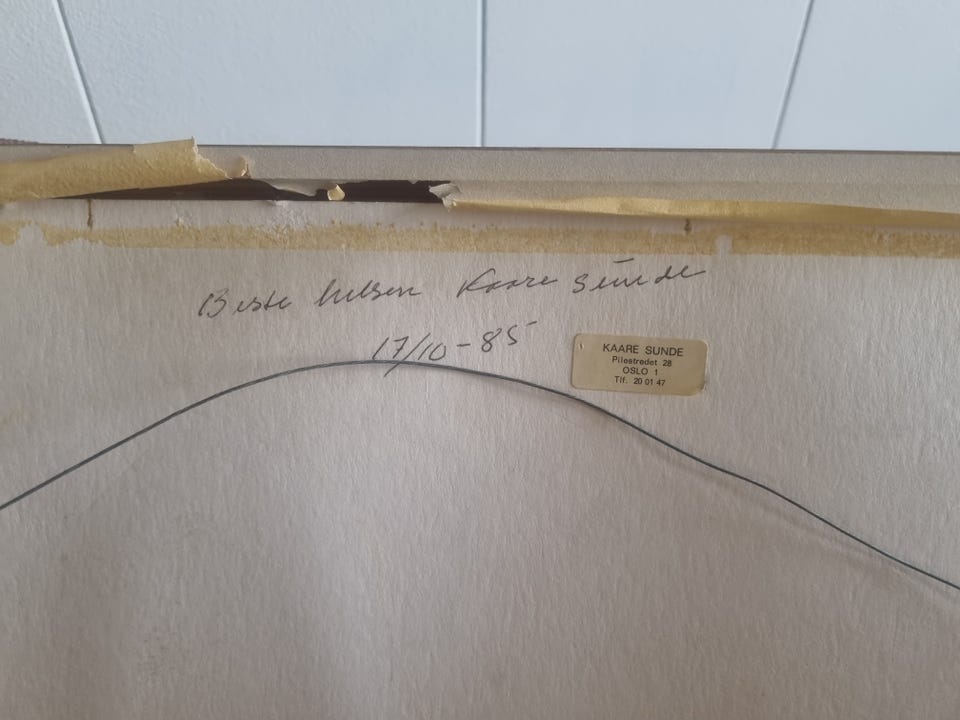 Beste hilsen Kaare Sunde
17/10-85
KAARE SUNDE
Pilestredet 28
OSLO 1
Tlf. 20 01 47